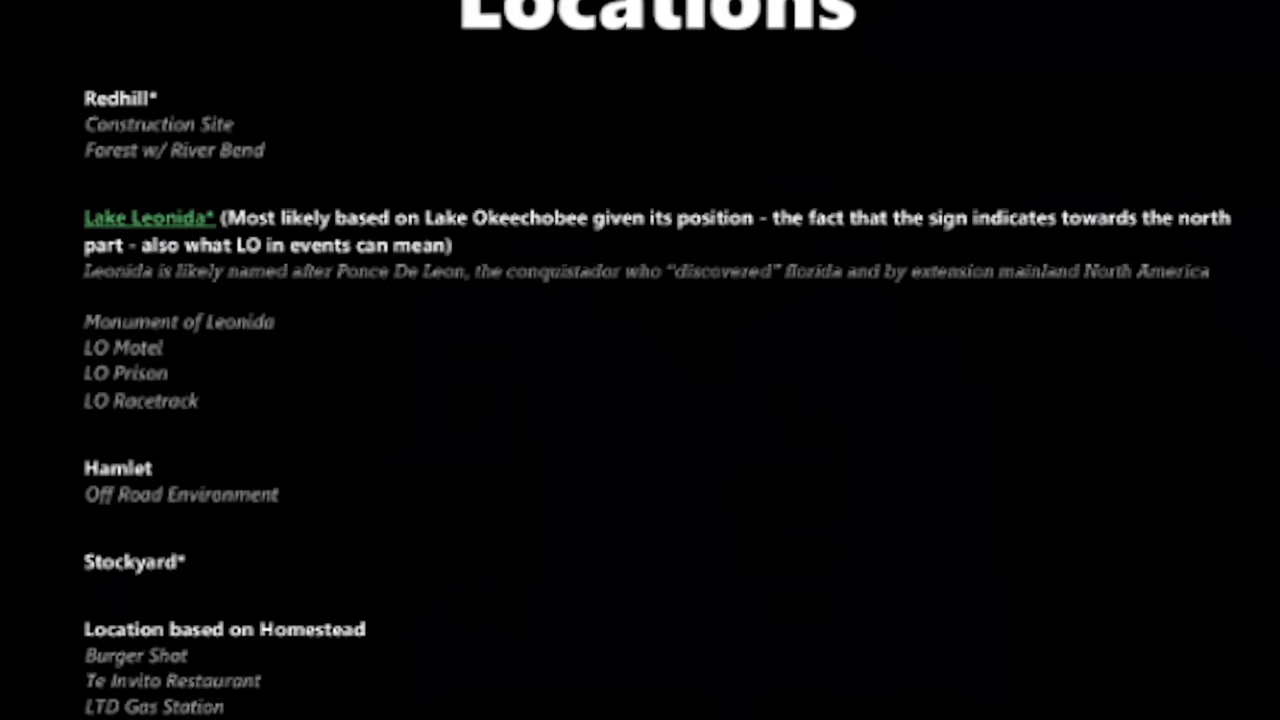 Locations
Redhill*
Construction Site
Forest w/ River Bend
Lake Leonida* (Most likely based on Lake Okeechobee given its position - the fact that the sign indicates towards the north
part - also what LO in events can mean)
Leonida is likely named after Ponce De Leon, the conquistador who "discovered" florida and by extension mainland North America
Monument of Leonida
LO Motel
LO Prison
LO Racetrack
Hamlet
Off Road Environment
Stockyard*
Location based on Homestead
Burger Shot
Te Invito Restaurant
LTD Gas Station